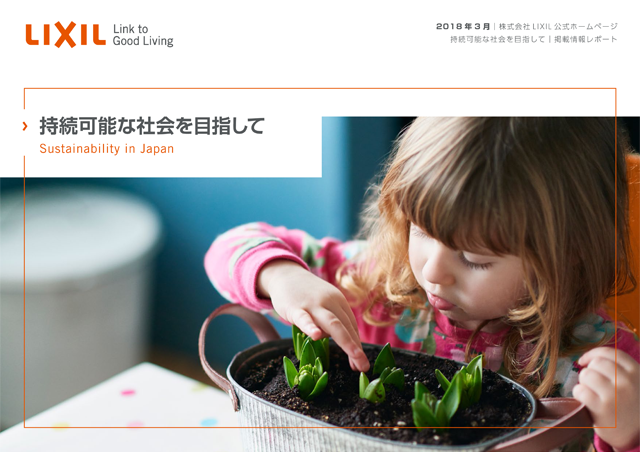 LIXIL
Link to
Good Living
2018年3月｜株式会社 LIXIL 公式ホームページ
持続可能な社会を目指して｜掲載情報レポート
持続可能な社会を目指して
Sustainability in Japan